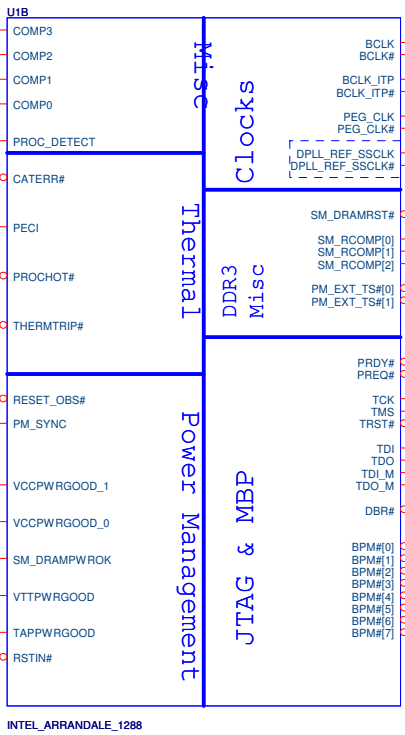 U1B
COMP3
COMP2
COMP1
COMP0
PROC_DETECT
Misc
CATERR#
PECI
PROCHOT#
THERMTRIP#
Thermal
RESET_OBS#
PM_SYNC
VCCPWRGOOD_1
VCCPWRGOOD_0
SM_DRAMPWROK
VTTPWRGOOD
TAPPWRGOOD
RSTIN#
Power Management
Clocks
BCLK
BCLK#
BCLK_ITP
BCLK_ITP#
PEG_CLK
PEG_CLK#
DPLL_REF_SSCLK
DPLL_REF_SSCLK#
DDR3
Misc
SM_DRAMRST#
SM_RCOMP[0]
SM_RCOMP[1]
SM_RCOMP[2]
PM_EXT_TS#[0]
PM_EXT_TS#[1]
JTAG & MBP
PRDY#
PREQ#
TCK
TMS
TRST#
TDI
TDO
TDI_M
TDO_M
DBR#
BPM#[0]
BPM#[1]
BPM#[2]
BPM#[3]
BPM#[4]
BPM#[5]
BPM#[6]
BPM#[7]
INTEL_ARRANDALE_1288